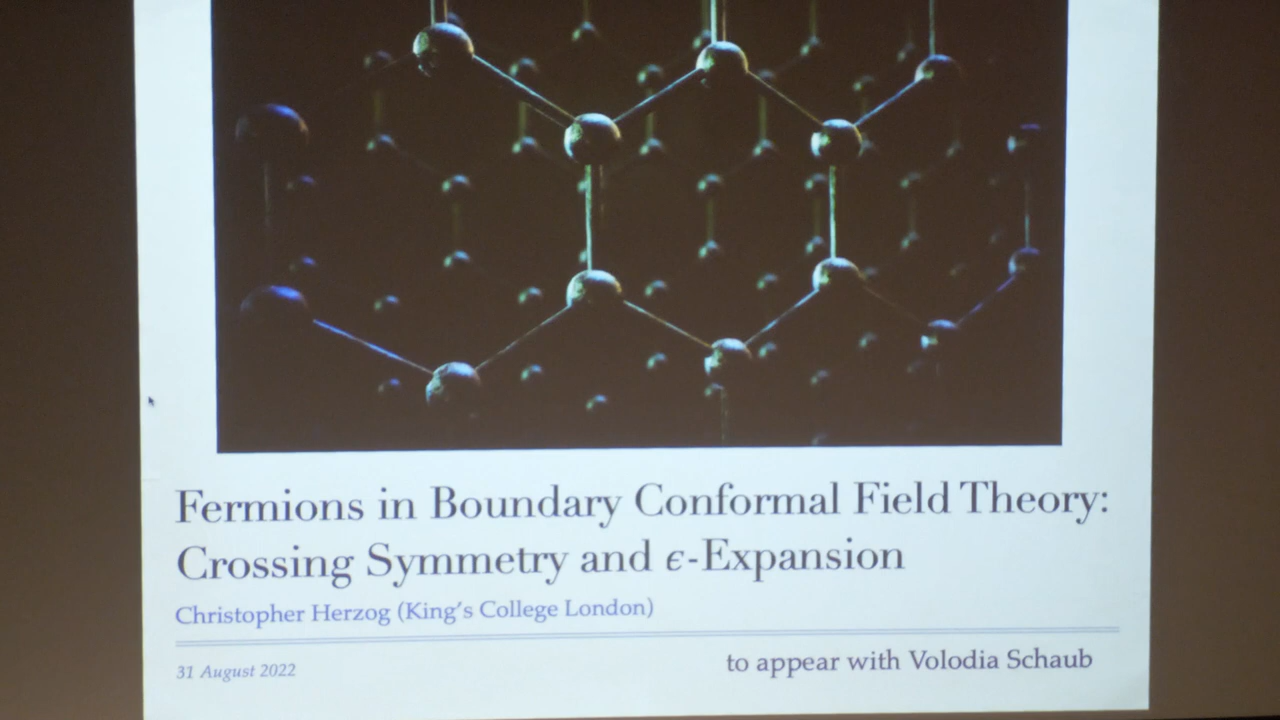 Fermions in Boundary Conformal Field Theory:
Crossing Symmetry and ϵ-Expansion
Christopher Herzog (King's College London)
31 August 2022
to appear with Volodia Schaub